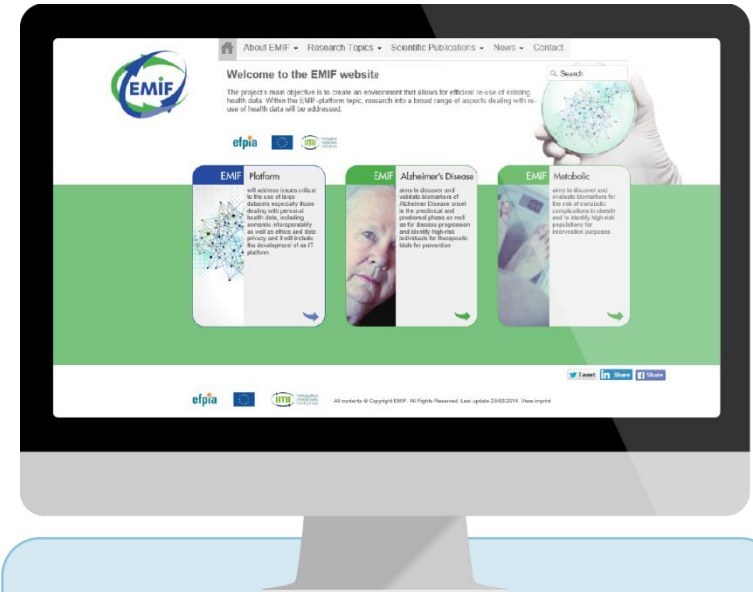 EMIF
About EMIF
Research Topics
Scientific Publications
News
Contact
Welcome to the EMIF website
Search
The project's main objective is to create an environment that allows for efficient re-use of existing
health data. Within the EMIF-platform topic, research into a broad range of aspects dealing with re-
use of health data will be addressed.
efpia
imi
EMIF Platform
will address issues critical
to the use of large
datasets especially those
dealing with personal
health data, including
semantic interoperability
as well as ethics and data
privacy and it will include
the development of an IT
platform
EMIF Alzheimer's Disease
aims to discover and
validate biomarkers of
Alzheimer Disease onset
in the preclinical and
prodromal phase as well
as for disease progression
and identify high-risk
individuals for therapeutic
trials for prevention
EMIF Metabolic
aims to discover and
evaluate biomarkers for
the risk of metabolic
complications in obesity
and to identify high-risk
populations for
intervention purposes
Tweet
in Share
f Share
efpia
imi
All contents © Copyright EMIF. All Rights Reserved. Last update 25/03/2014. View imprint